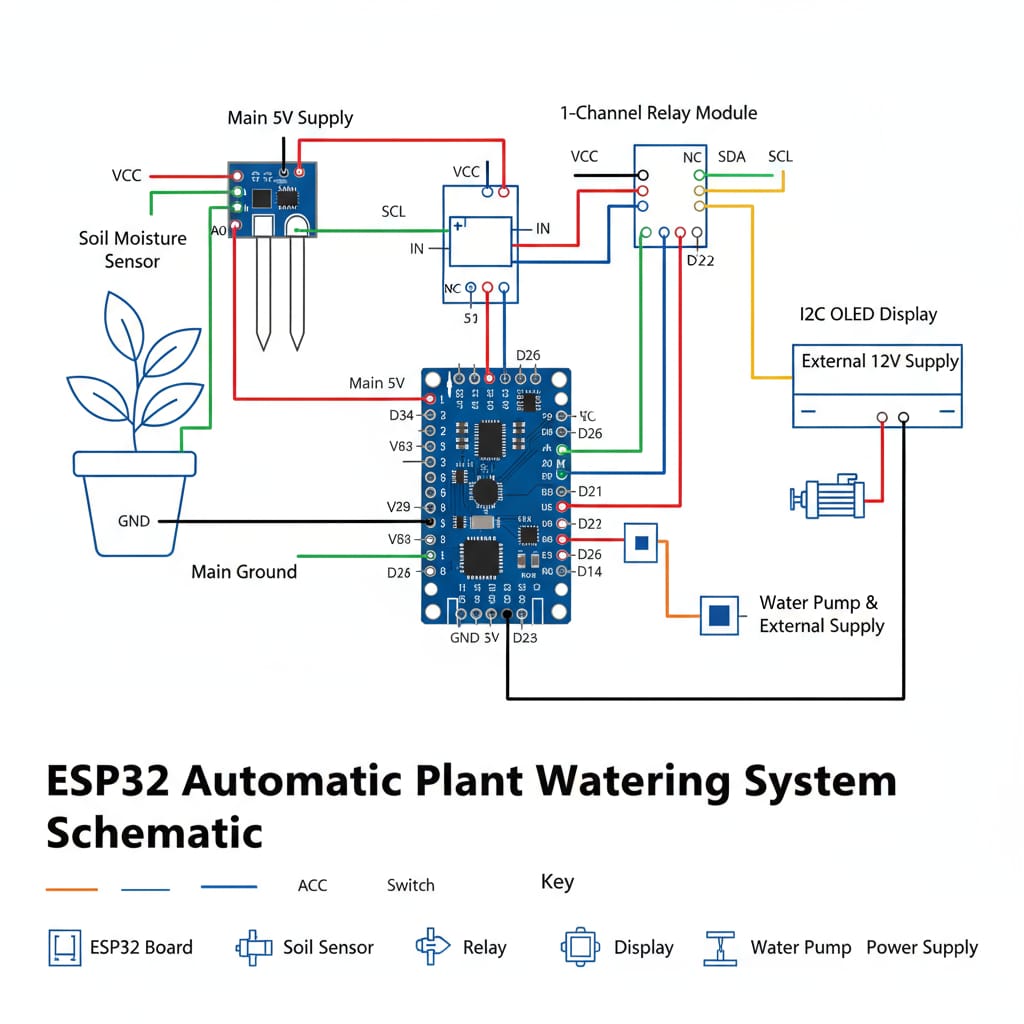 Main 5V Supply
1-Channel Relay Module
VCC
VCC
VCC
NC
SDA
SCL
A0
SCL
IN
IN
Soil Moisture
Sensor
D22
NC
I2C OLED Display
External 12V Supply
D26
Main 5V
D34
D26
V63
D21
V29
D22
GND
V63
D26
Main Ground
D26
D14
Water Pump &
External Supply
GND
5V
D23
ESP32 Automatic Plant Watering System
Schematic
ACC
Switch
Key
ESP32 Board
Soil Sensor
Relay
Display
Water Pump
Power Supply